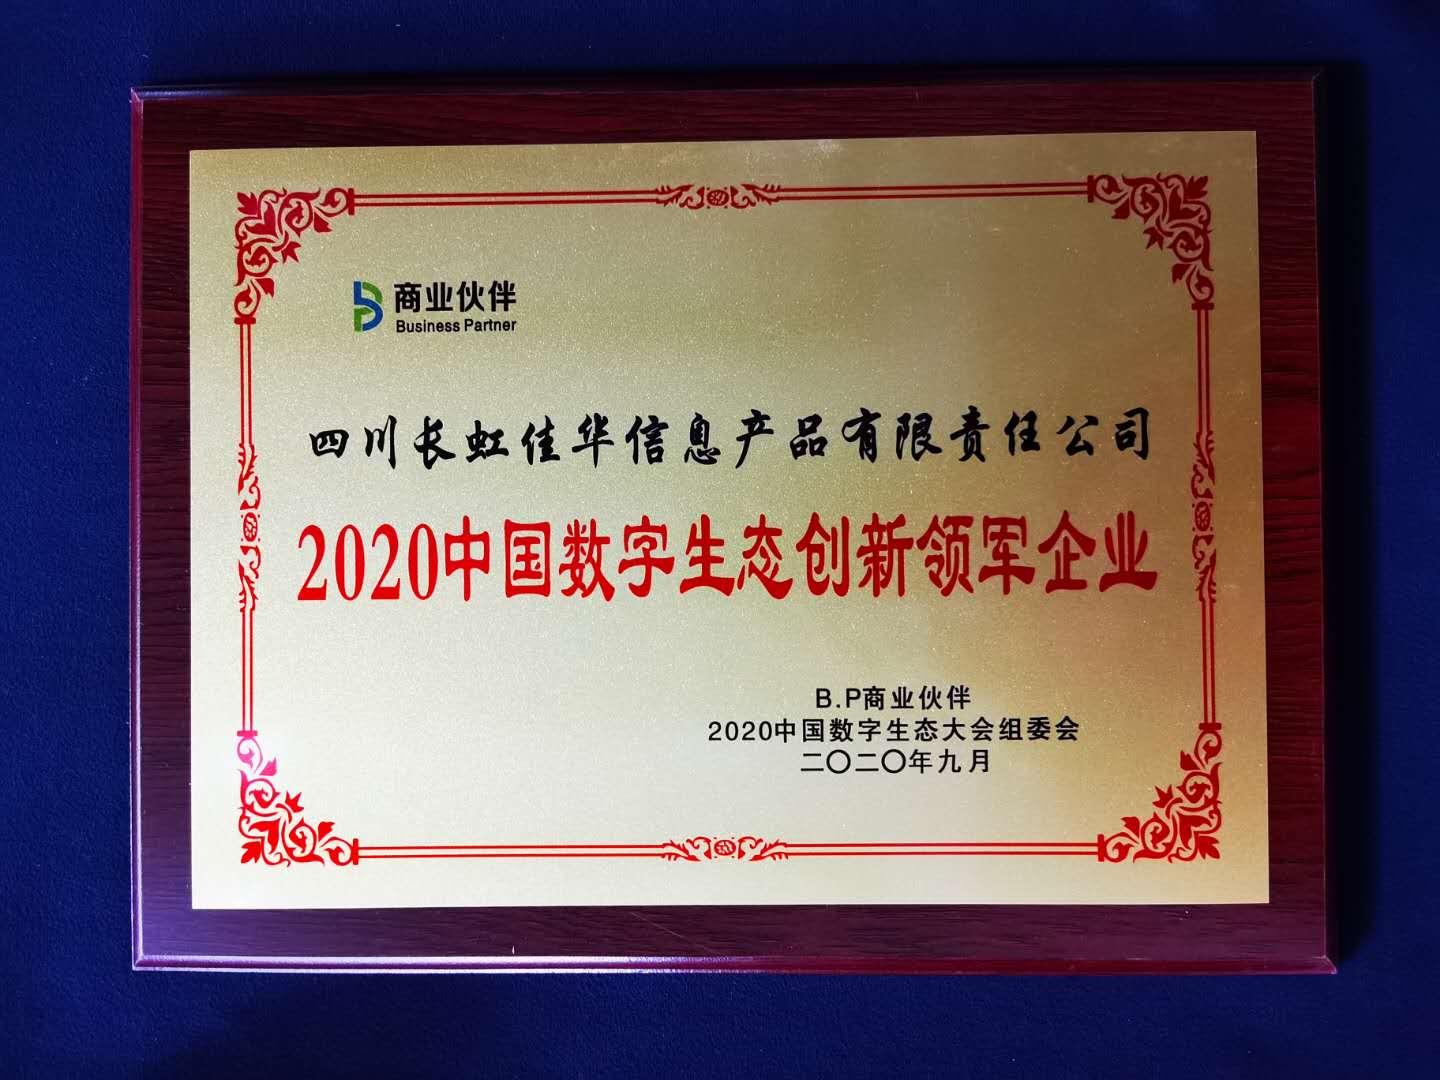 商业伙伴
Business Partner
四川长虹佳华信息产品有限责任公司
2020中国数字生态创新领军企业
B.P商业伙伴
2020中国数字生态大会组委会
二〇二〇年九月